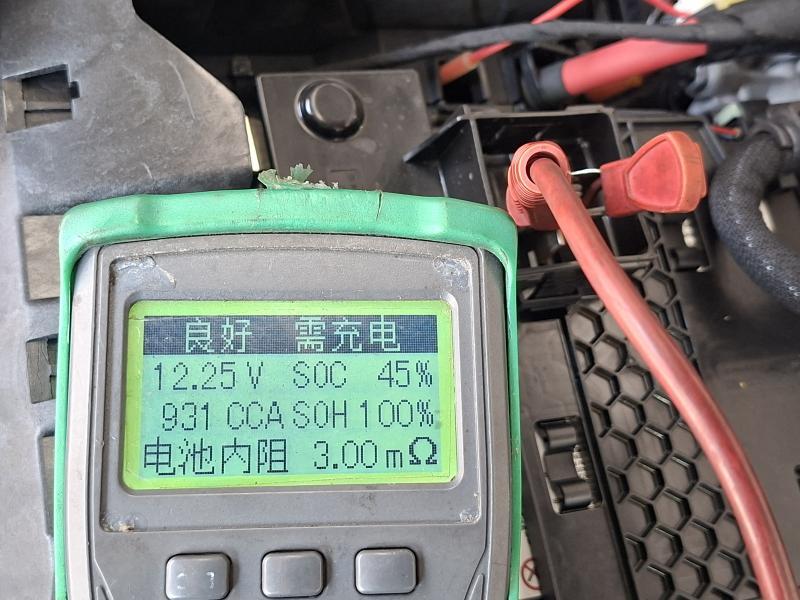 良好 需充电
12.25 V SOC 45%
931 CCA SOH 100%
电池内阻 3.00 mΩ